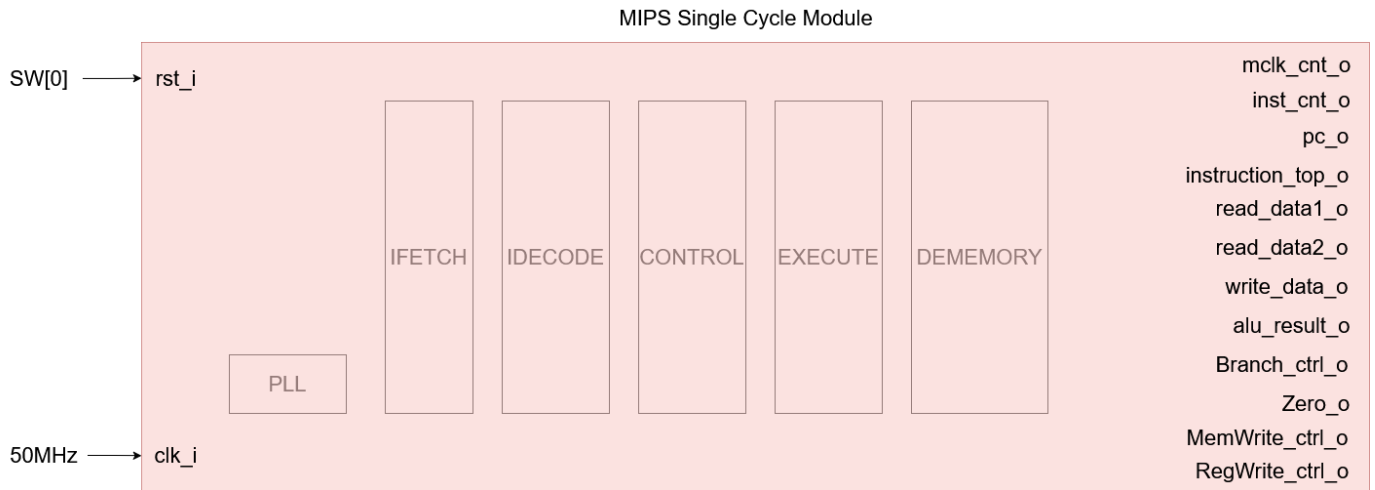 MIPS Single Cycle Module
SW[0]
rst_i
mclk_cnt_o
inst_cnt_o
pc_o
instruction_top_o
read_data1_o
read_data2_o
write_data_o
alu_result_o
Branch_ctrl_o
Zero_o
MemWrite_ctrl_o
RegWrite_ctrl_o
IFETCH
IDECODE
CONTROL
EXECUTE
DEMEMORY
PLL
50MHz
clk_i